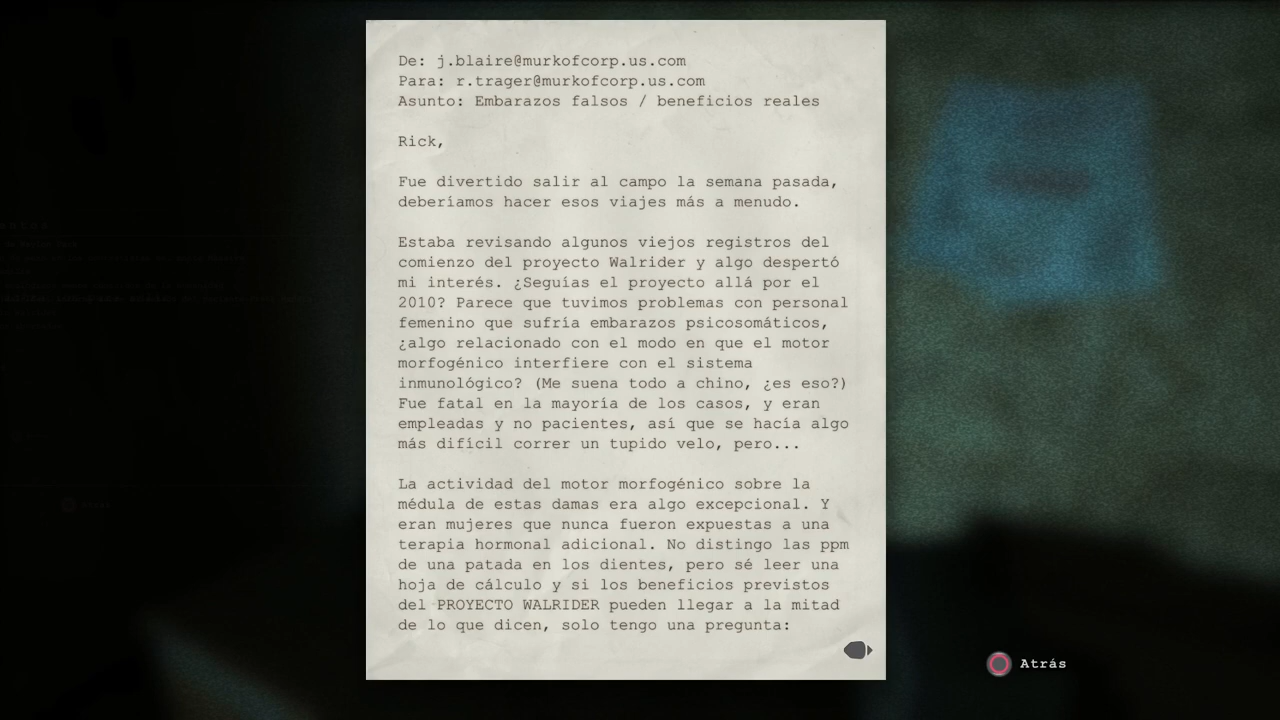 De: j.blaire@murkofcorp.us.com
Para: r.trager@murkofcorp.us.com
Asunto: Embarazos falsos / beneficios reales
Rick,
Fue divertido salir al campo la semana pasada,
deberíamos hacer esos viajes más a menudo.
Estaba revisando algunos viejos registros del
comienzo del proyecto Walrider y algo despertó
mi interés. ¿Seguías el proyecto allá por el
2010? Parece que tuvimos problemas con personal
femenino que sufría embarazos psicosomáticos,
¿algo relacionado con el modo en que el motor
morfogénico interfiere con el sistema
inmunológico? (Me suena todo a chino, ¿es eso?)
Fue fatal en la mayoría de los casos, y eran
empleadas y no pacientes, así que se hacía algo
más difícil correr un tupido velo, pero...
La actividad del motor morfogénico sobre la
médula de estas damas era algo excepcional. Y
eran mujeres que nunca fueron expuestas a una
terapia hormonal adicional. No distingo las ppm
de una patada en los dientes, pero sé leer una
hoja de cálculo y si los beneficios previstos
del PROYECTO WALRIDER pueden llegar a la mitad
de lo que dicen, solo tengo una pregunta:
Atrás
Atrás